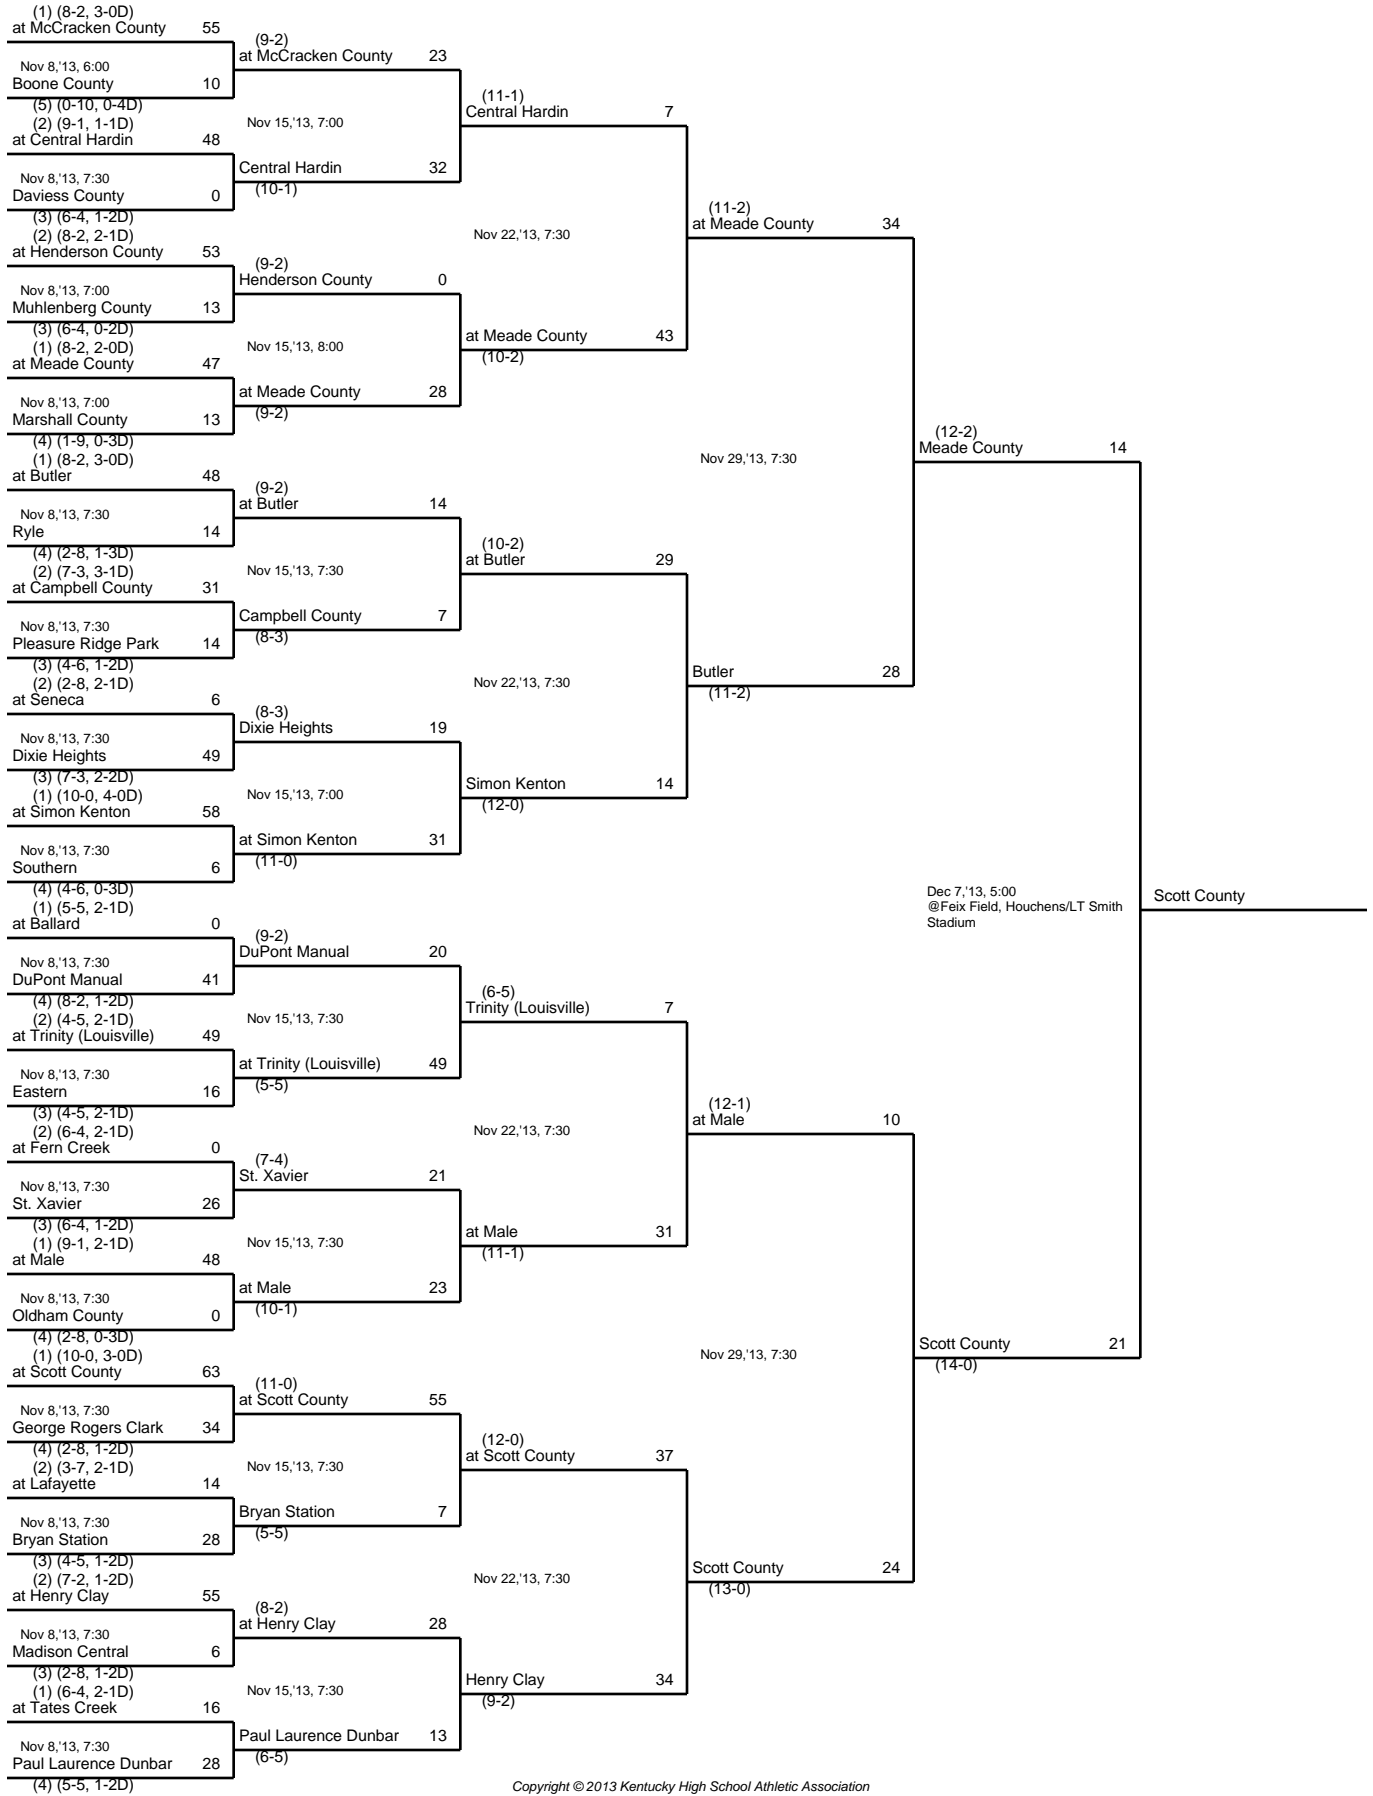 (1) (8-2, 3-0D)
at McCracken County 55
Nov 8,'13, 6:00
Boone County 10
(5) (0-10, 0-4D)
(2) (9-1, 1-1D)
at Central Hardin 48
Nov 8,'13, 7:30
Daviess County 0
(3) (6-4, 1-2D)
(2) (8-2, 2-1D)
at Henderson County 53
Nov 8,'13, 7:00
Muhlenberg County 13
(3) (6-4, 0-2D)
(1) (8-2, 2-0D)
at Meade County 47
Nov 8,'13, 7:00
Marshall County 13
(4) (1-9, 0-3D)
(1) (8-2, 3-0D)
at Butler 48
Nov 8,'13, 7:30
Ryle 14
(4) (2-8, 1-3D)
(2) (7-3, 3-1D)
at Campbell County 31
Nov 8,'13, 7:30
Pleasure Ridge Park 14
(3) (4-6, 1-2D)
(2) (2-8, 2-1D)
at Seneca 6
Nov 8,'13, 7:30
Dixie Heights 49
(3) (7-3, 2-2D)
(1) (10-0, 4-0D)
at Simon Kenton 58
Nov 8,'13, 7:30
Southern 6
(4) (4-6, 0-3D)
(1) (5-5, 2-1D)
at Ballard 0
Nov 8,'13, 7:30
DuPont Manual 41
(4) (8-2, 1-2D)
(2) (4-5, 2-1D)
at Trinity (Louisville) 49
Nov 8,'13, 7:30
Eastern 16
(3) (4-5, 2-1D)
(2) (6-4, 2-1D)
at Fern Creek 0
Nov 8,'13, 7:30
St. Xavier 26
(3) (6-4, 1-2D)
(1) (9-1, 2-1D)
at Male 48
Nov 8,'13, 7:30
Oldham County 0
(4) (2-8, 0-3D)
(1) (10-0, 3-0D)
at Scott County 63
Nov 8,'13, 7:30
George Rogers Clark 34
(4) (2-8, 1-2D)
(2) (3-7, 2-1D)
at Lafayette 14
Nov 8,'13, 7:30
Bryan Station 28
(3) (4-5, 1-2D)
(2) (7-2, 1-2D)
at Henry Clay 55
Nov 8,'13, 7:30
Madison Central 6
(3) (2-8, 1-2D)
(1) (6-4, 2-1D)
at Tates Creek 16
Nov 8,'13, 7:30
Paul Laurence Dunbar 28
(4) (5-5, 1-2D)
(9-2)
at McCracken County 23
Nov 15,'13, 7:00
Central Hardin 32
(10-1)
(9-2)
Henderson County 0
Nov 15,'13, 8:00
at Meade County 28
(9-2)
(9-2)
at Butler 14
Nov 15,'13, 7:30
Campbell County 7
(8-3)
(8-3)
Dixie Heights 19
Nov 15,'13, 7:00
at Simon Kenton 31
(11-0)
(9-2)
DuPont Manual 20
Nov 15,'13, 7:30
at Trinity (Louisville) 49
(5-5)
(7-4)
St. Xavier 21
Nov 15,'13, 7:30
at Male 23
(10-1)
(11-0)
at Scott County 55
Nov 15,'13, 7:30
Bryan Station 7
(5-5)
(8-2)
at Henry Clay 28
Nov 15,'13, 7:30
Paul Laurence Dunbar 13
(6-5)
(11-1)
Central Hardin 7
Nov 22,'13, 7:30
at Meade County 43
(10-2)
(10-2)
at Butler 29
Nov 22,'13, 7:30
Simon Kenton 14
(12-0)
(6-5)
Trinity (Louisville) 7
Nov 22,'13, 7:30
at Male 31
(11-1)
(12-0)
at Scott County 37
Nov 22,'13, 7:30
Henry Clay 34
(9-2)
(11-2)
at Meade County 34
Nov 29,'13, 7:30
Butler 28
(11-2)
(12-1)
at Male 10
Nov 29,'13, 7:30
Scott County 24
(13-0)
(12-2)
Meade County 14
Dec 7,'13, 5:00
@Feix Field, Houchens/LT Smith
Stadium
Scott County 21
(14-0)
Scott County
Copyright © 2013 Kentucky High School Athletic Association